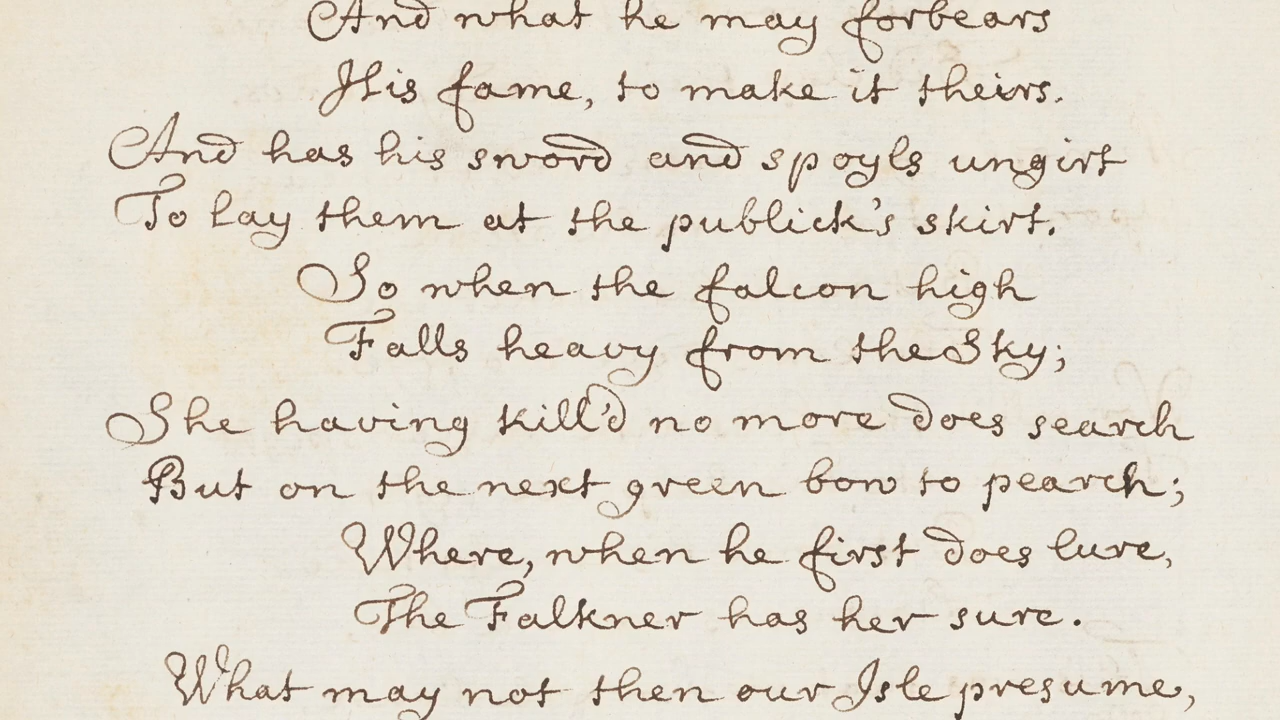 And what he may forbears
His fame, to make it theirs.
And has his sword and spoyls ungirt
To lay them at the publick's skirt.
So when the falcon high
Falls heavy from the Sky;
She having kill'd no more does search
But on the next green bow to pearch;
Where, when he first does lure,
The Falkner has her sure.
What may not then our Isle presume,